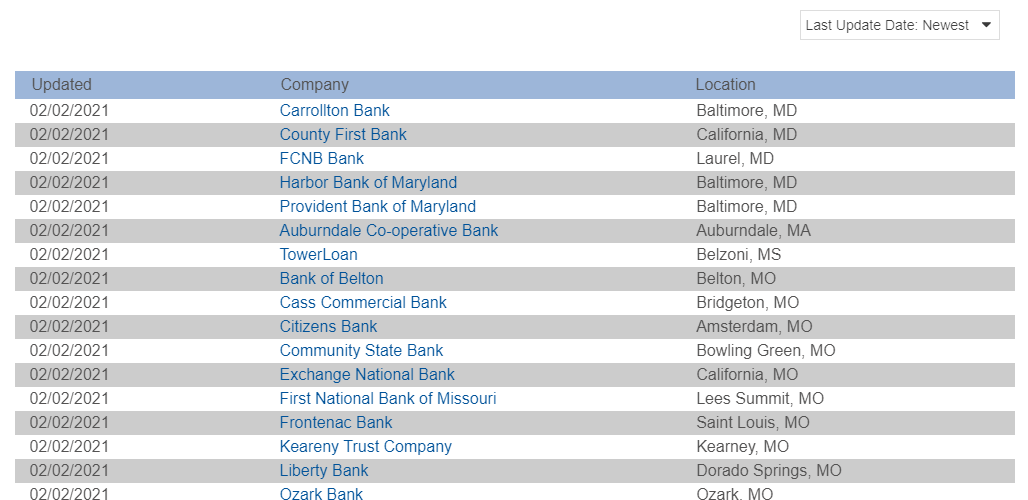 Last Update Date: Newest
Updated Company Location
02/02/2021 Carrollton Bank Baltimore, MD
02/02/2021 County First Bank California, MD
02/02/2021 FCNB Bank Laurel, MD
02/02/2021 Harbor Bank of Maryland Baltimore, MD
02/02/2021 Provident Bank of Maryland Baltimore, MD
02/02/2021 Auburndale Co-operative Bank Auburndale, MA
02/02/2021 TowerLoan Belzoni, MS
02/02/2021 Bank of Belton Belton, MO
02/02/2021 Cass Commercial Bank Bridgeton, MO
02/02/2021 Citizens Bank Amsterdam, MO
02/02/2021 Community State Bank Bowling Green, MO
02/02/2021 Exchange National Bank California, MO
02/02/2021 First National Bank of Missouri Lees Summit, MO
02/02/2021 Frontenac Bank Saint Louis, MO
02/02/2021 Keareny Trust Company Kearney, MO
02/02/2021 Liberty Bank Dorado Springs, MO
02/02/2021 Ozark Bank Ozark, MO